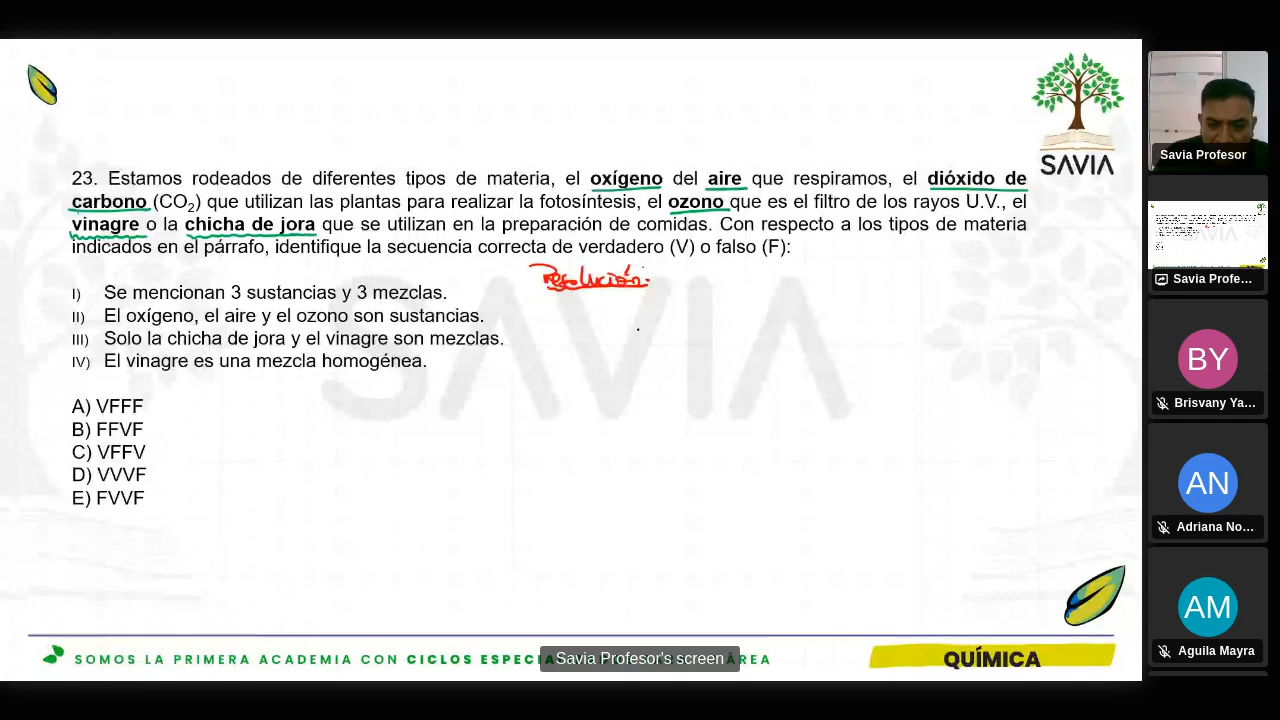 SAVIA
23. Estamos rodeados de diferentes tipos de materia, el oxígeno del aire que respiramos, el dióxido de
carbono (CO2) que utilizan las plantas para realizar la fotosíntesis, el ozono que es el filtro de los rayos U.V., el
vinagre o la chicha de jora que se utilizan en la preparación de comidas. Con respecto a los tipos de materia
indicados en el párrafo, identifique la secuencia correcta de verdadero (V) o falso (F):
Resolución:
I) Se mencionan 3 sustancias y 3 mezclas.
II) El oxígeno, el aire y el ozono son sustancias.
III) Solo la chicha de jora y el vinagre son mezclas.
IV) El vinagre es una mezcla homogénea.
SAVIA
A) VFFF
B) FFVF
C) VFFV
D) VVVF
E) FVVF
SOMOS LA PRIMERA ACADEMIA CON CICLOS ESPECI ÁREA
Savia Profesor's screen
QUÍMICA
Savia Profesor
Savia Profe...
BY
Brisvany Ya...
AN
Adriana No...
AM
Aguila Mayra